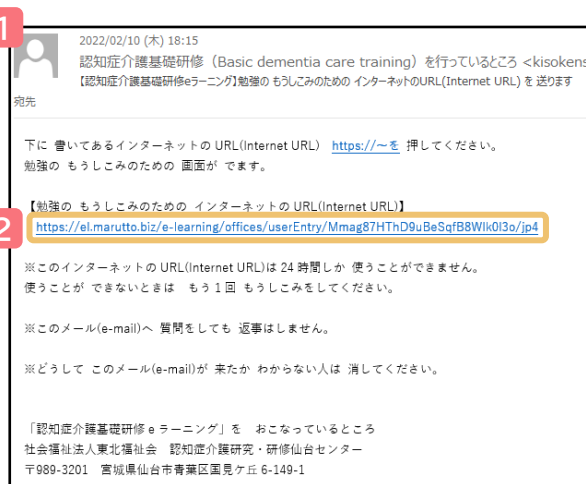 1
2022/02/10 (木) 18:15
認知症介護基礎研修（Basic dementia care training）を行っているところ <kisokens
【認知症介護基礎研修eラーニング】勉強の もうしこみのための インターネットのURL(Internet URL) を 送ります
宛先
下に 書いてあるインターネットの URL(Internet URL) https://～を 押してください。
勉強の もうしこみのための 画面が でます。
【勉強の もうしこみのための インターネットの URL(Internet URL)】
2
https://el.marutto.biz/e-learning/offices/userEntry/Mmag87HThD9uBeSqfB8Wlk0l3o/jp4
※このインターネットの URL(Internet URL)は 24 時間しか 使うことができません。
使うことが できないときは もう 1 回 もうしこみをしてください。
※このメール(e-mail)へ 質問をしても 返事はしません。
※どうして このメール(e-mail)が 来たか わからない人は 消してください。
「認知症介護基礎研修 e ラーニング」を おこなっているところ
社会福祉法人東北福祉会 認知症介護研究・研修仙台センター
〒989-3201 宮城県仙台市青葉区国見ケ丘 6-149-1